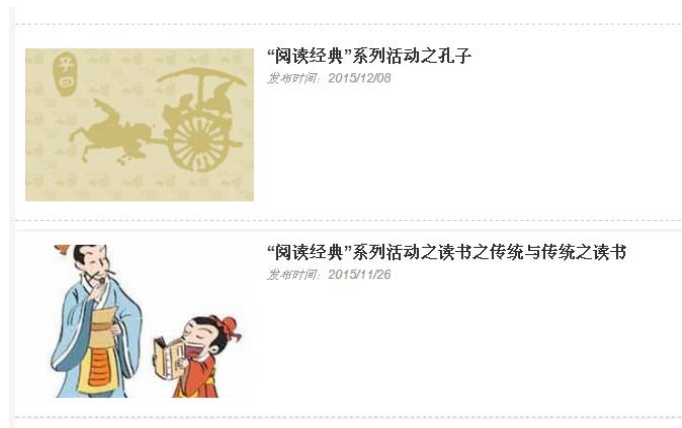 子曰
“阅读经典”系列活动之孔子
发布时间：2015/12/08
“阅读经典”系列活动之读书之传统与传统之读书
发布时间：2015/11/26